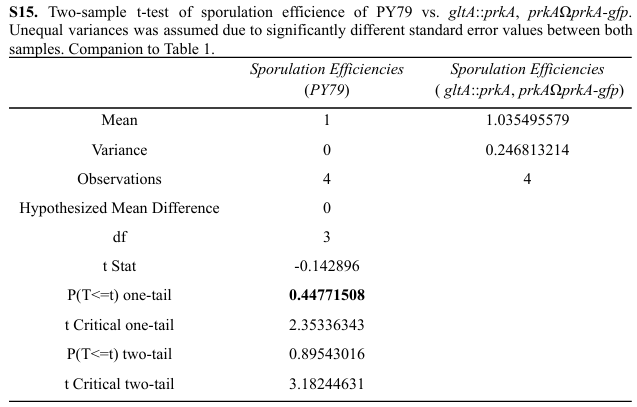 S15. Two-sample t-test of sporulation efficience of PY79 vs. gltA::prkA, prkAΩprkA-gfp.
Unequal variances was assumed due to significantly different standard error values between both
samples. Companion to Table 1.
Sporulation Efficiencies Sporulation Efficiencies
(PY79) ( gltA::prkA, prkAΩprkA-gfp)
Mean 1 1.035495579
Variance 0 0.246813214
Observations 4 4
Hypothesized Mean Difference 0
df 3
t Stat -0.142896
P(T<=t) one-tail 0.44771508
t Critical one-tail 2.35336343
P(T<=t) two-tail 0.89543016
t Critical two-tail 3.18244631